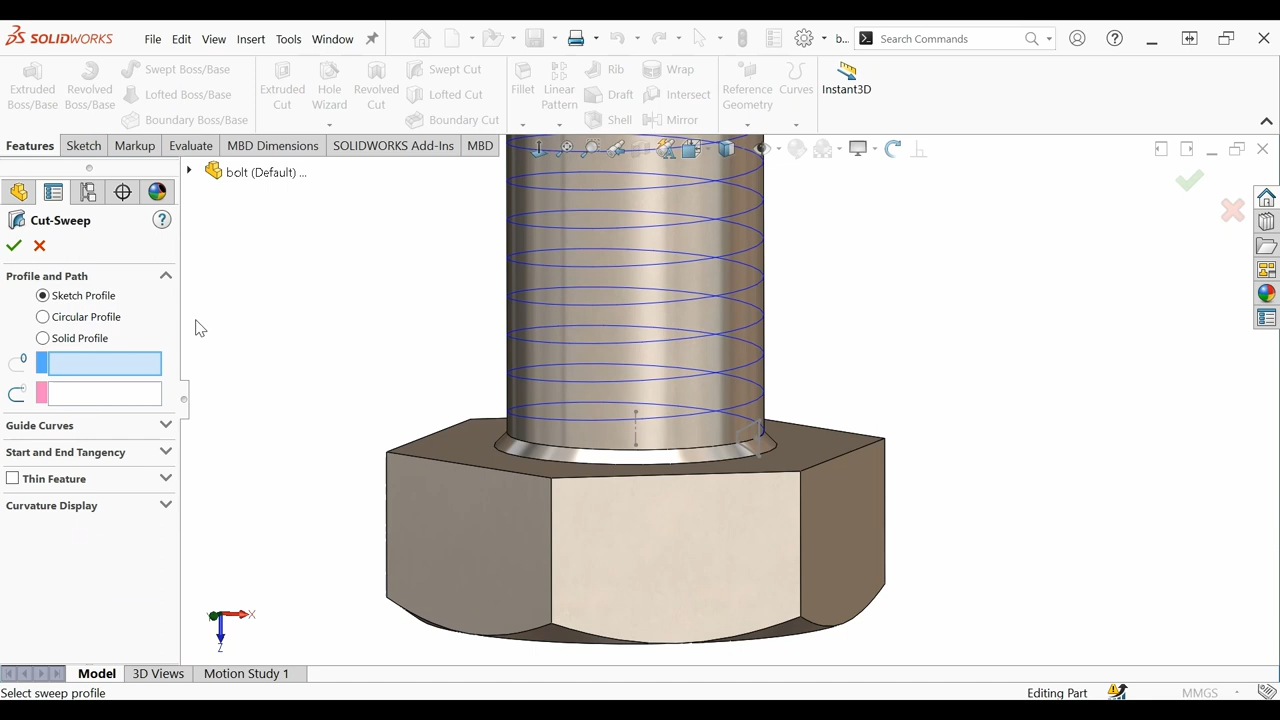 SOLIDWORKS File Edit View Insert Tools Window b... Search Commands
Extruded Boss/Base Revolved Boss/Base Swept Boss/Base Lofted Boss/Base Boundary Boss/Base Extruded Cut Hole Wizard Revolved Cut Swept Cut Lofted Cut Boundary Cut Fillet Linear Pattern Rib Draft Shell Wrap Intersect Mirror Reference Geometry Curves Instant3D
Features Sketch Markup Evaluate MBD Dimensions SOLIDWORKS Add-Ins MBD
bolt (Default) ...
Cut-Sweep
Profile and Path
Sketch Profile
Circular Profile
Solid Profile
Guide Curves
Start and End Tangency
Thin Feature
Curvature Display
X
Z
Model 3D Views Motion Study 1
Select sweep profile Editing Part MMGS